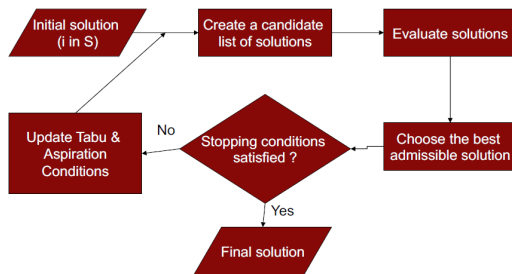 Initial solution
(i in S)
Create a candidate
list of solutions
Evaluate solutions
Choose the best
admissible solution
Stopping conditions
satisfied ?
No
Update Tabu &
Aspiration
Conditions
Yes
Final solution